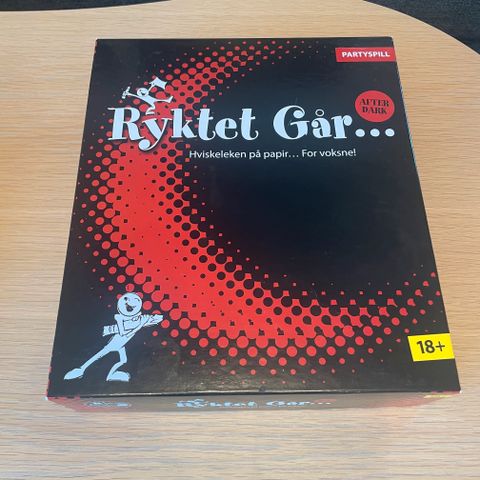 PARTYSPILL
AFTER
DARK
Ryktet Går...
Hviskeleken på papir... For voksne!
18+
Ryktet Går...